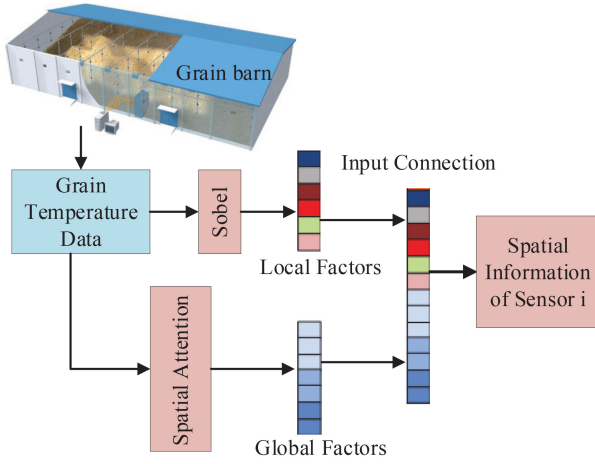 Grain barn
Grain
Temperature
Data
Sobel
Input Connection
Local Factors
Spatial
Information
of Sensor i
Spatial Attention
Global Factors